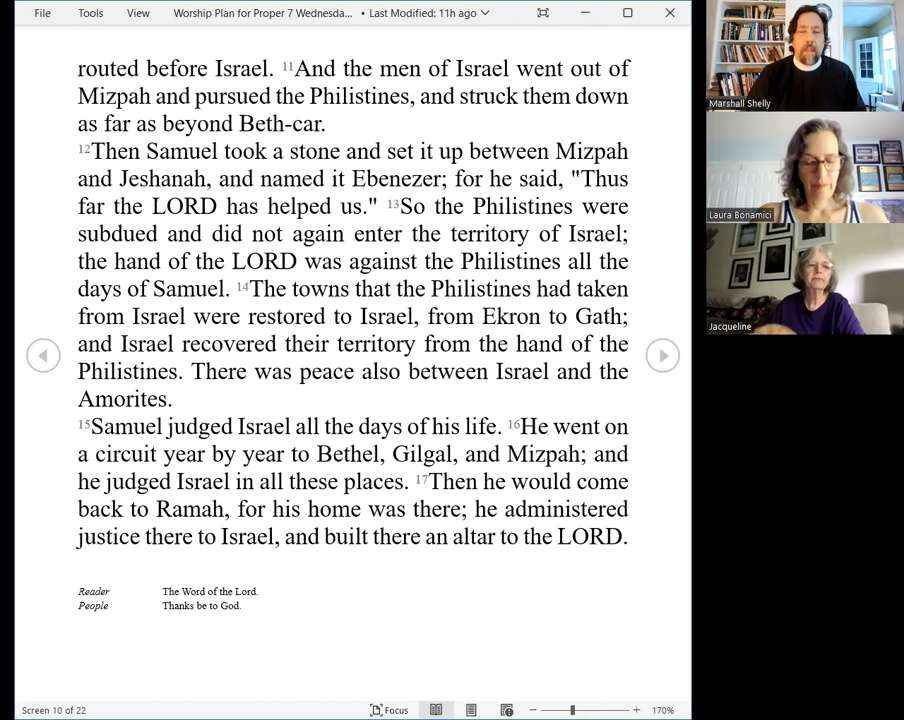 File Tools View Worship Plan for Proper 7 Wednesda... • Last Modified: 11h ago
routed before Israel. 11And the men of Israel went out of
Mizpah and pursued the Philistines, and struck them down
as far as beyond Beth-car.
12Then Samuel took a stone and set it up between Mizpah
and Jeshanah, and named it Ebenezer; for he said, "Thus
far the LORD has helped us." 13So the Philistines were
subdued and did not again enter the territory of Israel;
the hand of the LORD was against the Philistines all the
days of Samuel. 14The towns that the Philistines had taken
from Israel were restored to Israel, from Ekron to Gath;
and Israel recovered their territory from the hand of the
Philistines. There was peace also between Israel and the
Amorites.
15Samuel judged Israel all the days of his life. 16He went on
a circuit year by year to Bethel, Gilgal, and Mizpah; and
he judged Israel in all these places. 17Then he would come
back to Ramah, for his home was there; he administered
justice there to Israel, and built there an altar to the LORD.
Reader The Word of the Lord.
People Thanks be to God.
Screen 10 of 22 Focus 170%
Marshall Shelly
Laura Bonamici
Jacqueline